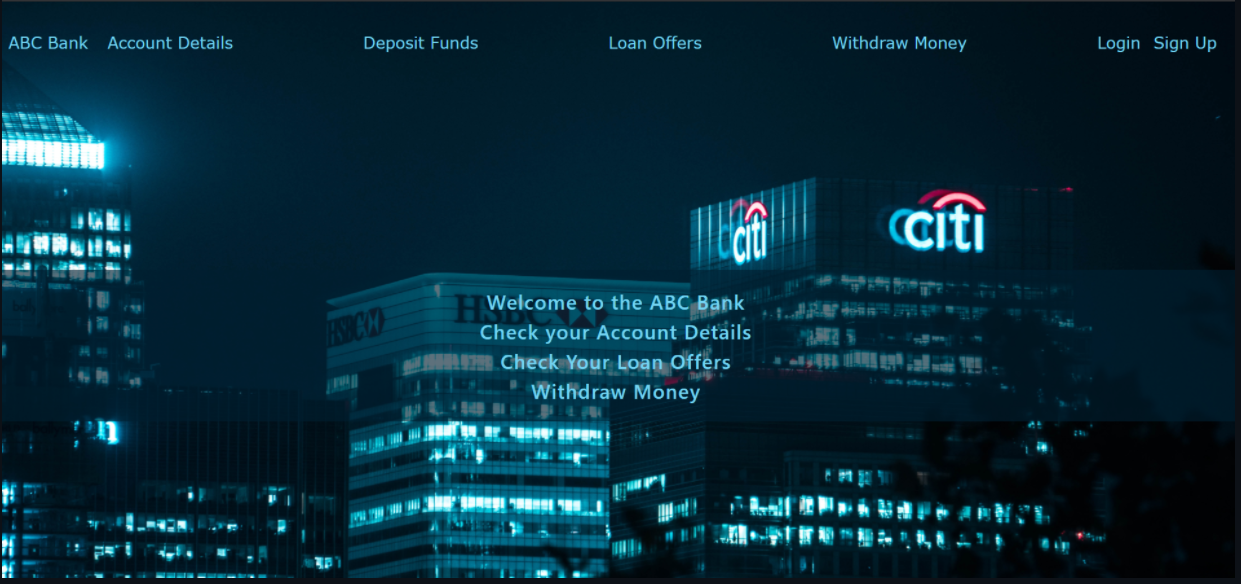 ABC Bank Account Details Deposit Funds Loan Offers Withdraw Money Login Sign Up
citi citi
HSBC HSBC
Welcome to the ABC Bank
Check your Account Details
Check Your Loan Offers
Withdraw Money